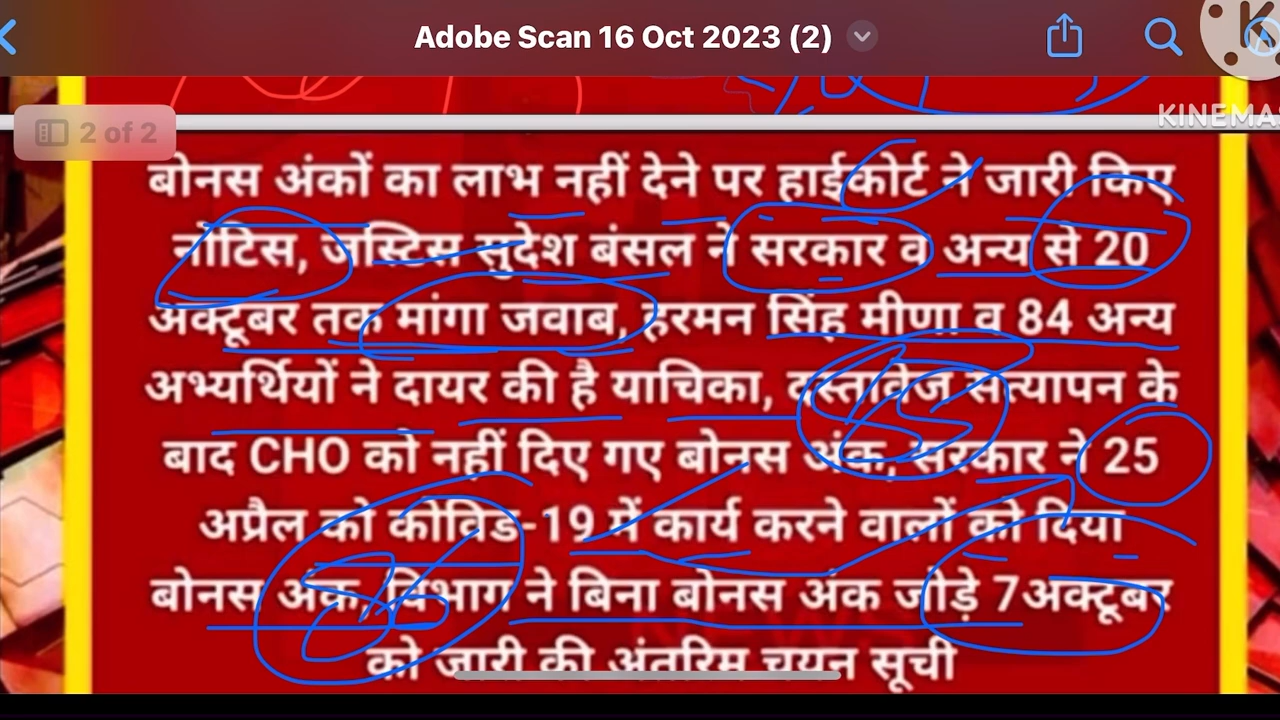 Adobe Scan 16 Oct 2023 (2)
K
KINEMA
2 of 2
बोनस अंकों का लाभ नहीं देने पर हाईकोर्ट ने जारी किए
नोटिस, जस्टिस सुदेश बंसल ने सरकार व अन्य से 20
अक्टूबर तक मांगा जवाब, हरमन सिंह मीणा व 84 अन्य
अभ्यर्थियों ने दायर की है याचिका, दस्तावेज सत्यापन के
बाद CHO को नहीं दिए गए बोनस अंक, सरकार ने 25
अप्रैल को कोविड-19 में कार्य करने वालों को दिया
बोनस अंक, विभाग ने बिना बोनस अंक जोड़े 7अक्टूबर
को जारी की अंतरिम चयन सूची